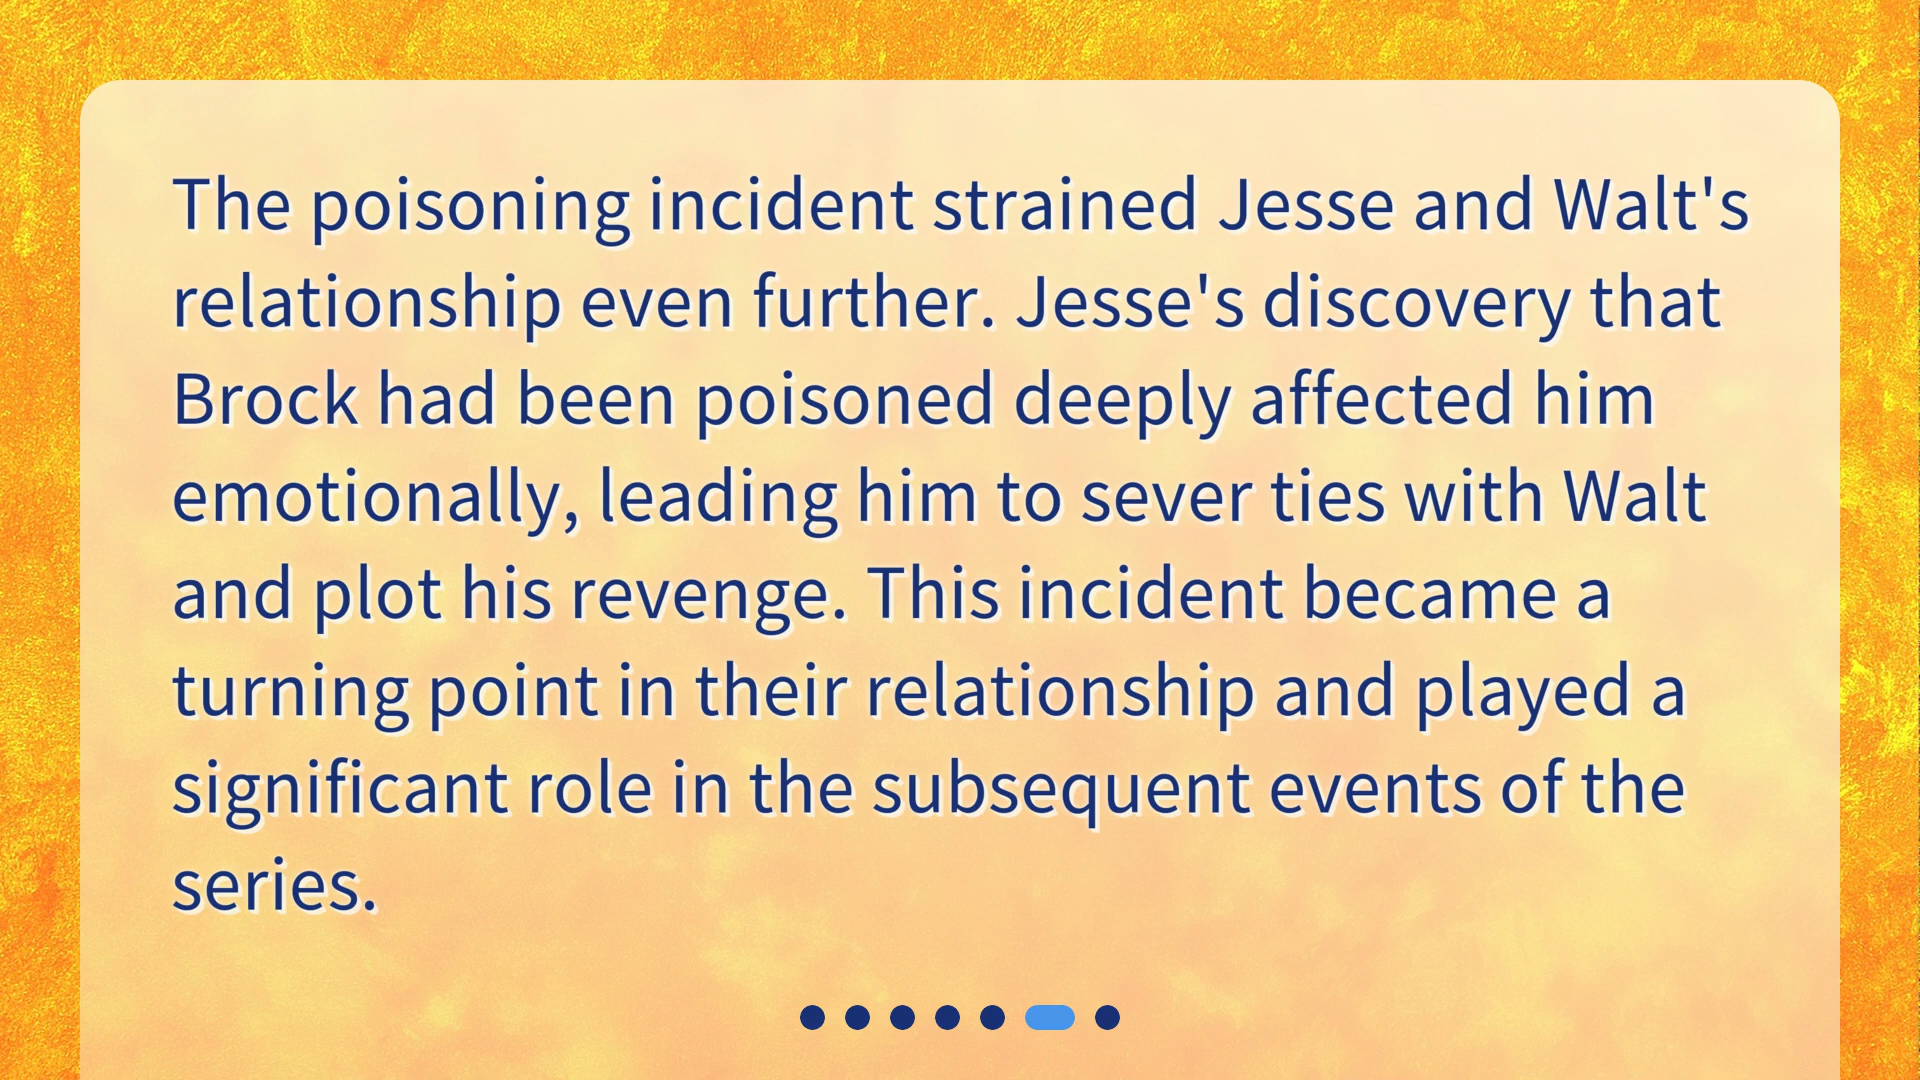 The poisoning incident strained Jesse and Walt's
relationship even further. Jesse's discovery that
Brock had been poisoned deeply affected him
emotionally, leading him to sever ties with Walt
and plot his revenge. This incident became a
turning point in their relationship and played a
significant role in the subsequent events of the
series.